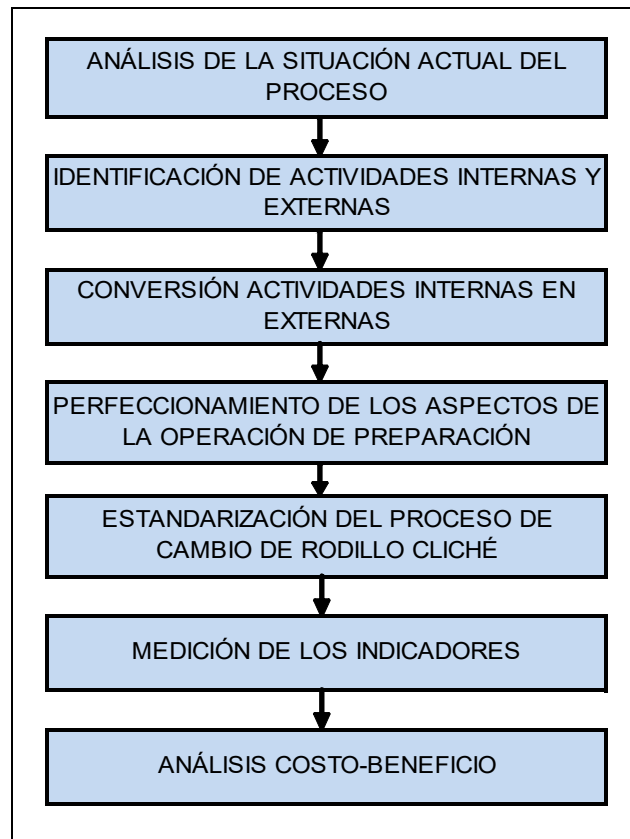 ANÁLISIS DE LA SITUACIÓN ACTUAL DEL
PROCESO
IDENTIFICACIÓN DE ACTIVIDADES INTERNAS Y
EXTERNAS
CONVERSIÓN ACTIVIDADES INTERNAS EN
EXTERNAS
PERFECCIONAMIENTO DE LOS ASPECTOS DE
LA OPERACIÓN DE PREPARACIÓN
ESTANDARIZACIÓN DEL PROCESO DE
CAMBIO DE RODILLO CLICHÉ
MEDICIÓN DE LOS INDICADORES
ANÁLISIS COSTO-BENEFICIO